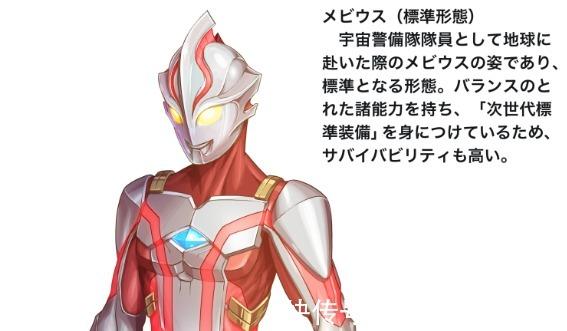 メビウス（標準形態）
　宇宙警備隊隊員として地球に
赴いた際のメビウスの姿であり、
標準となる形態。バランスのと
れた諸能力を持ち、「次世代標
準装備」を身につけているため、
サバイバビリティも高い。
快传